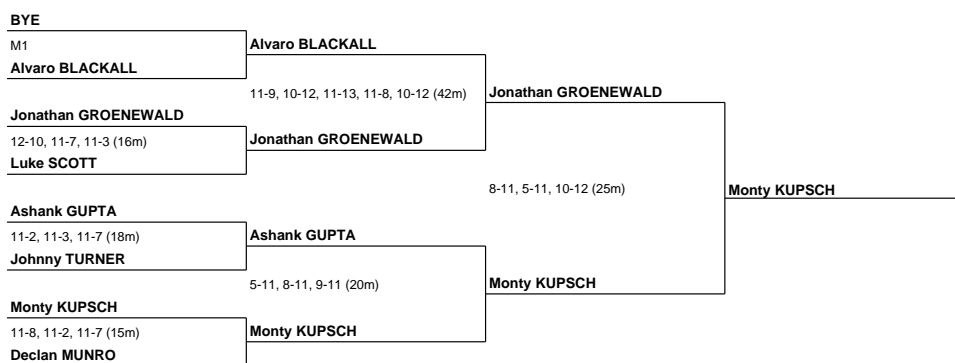 BYE
M1
Alvaro BLACKALL
Alvaro BLACKALL
11-9, 10-12, 11-13, 11-8, 10-12 (42m)
Jonathan GROENEWALD
Jonathan GROENEWALD
12-10, 11-7, 11-3 (16m)
Jonathan GROENEWALD
Luke SCOTT
8-11, 5-11, 10-12 (25m)
Monty KUPSCH
Ashank GUPTA
11-2, 11-3, 11-7 (18m)
Ashank GUPTA
Johnny TURNER
5-11, 8-11, 9-11 (20m)
Monty KUPSCH
Monty KUPSCH
11-8, 11-2, 11-7 (15m)
Monty KUPSCH
Declan MUNRO